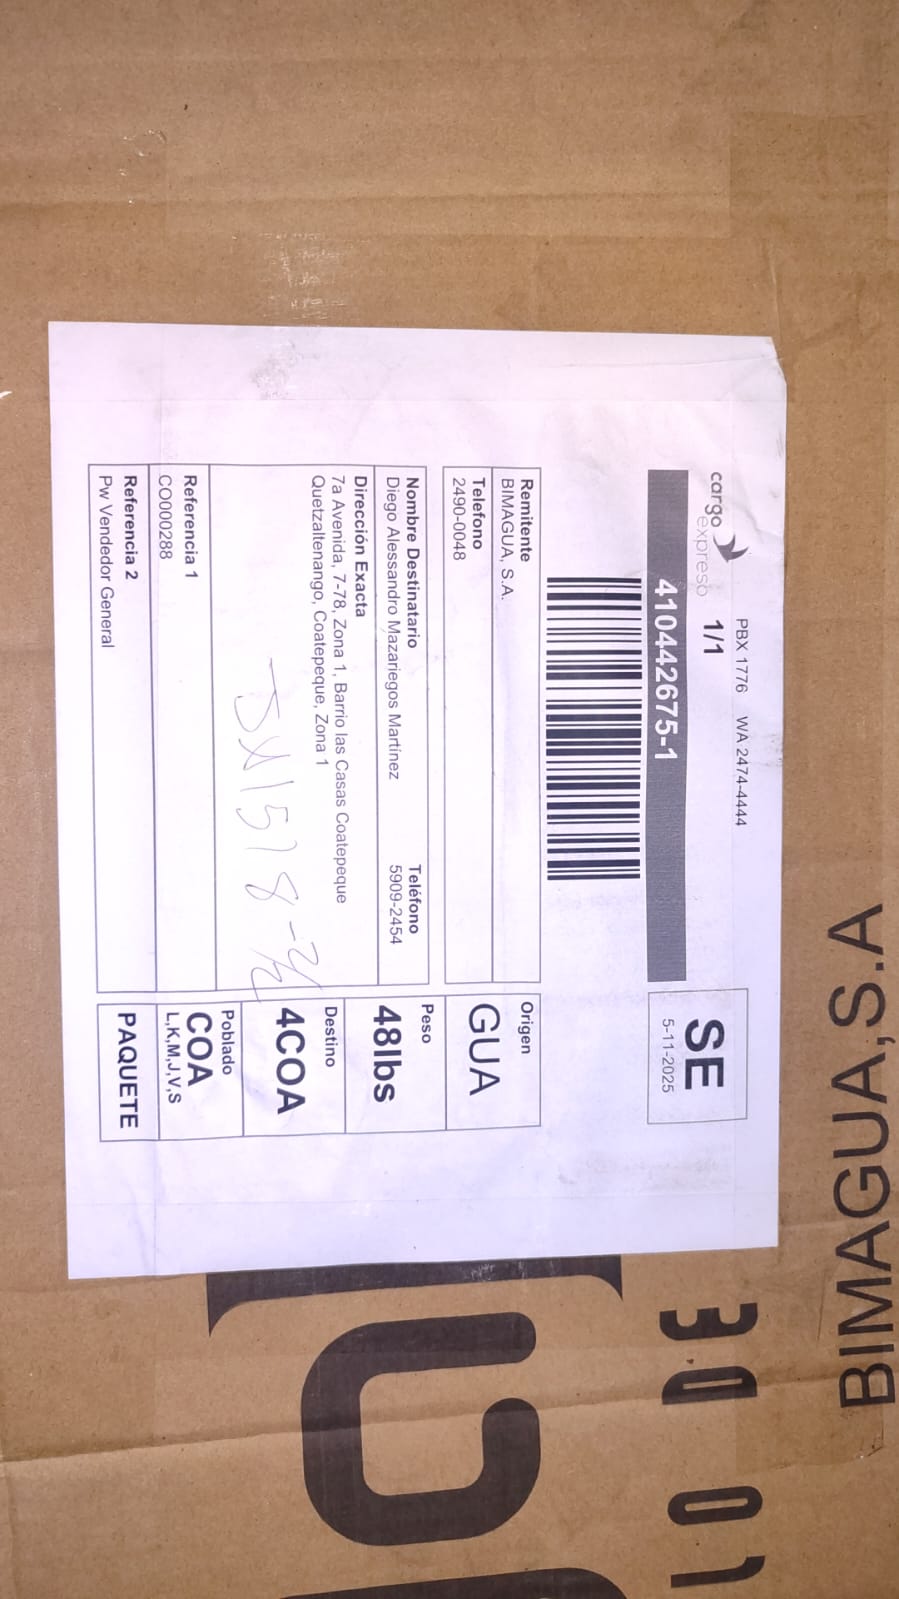 cargo
expreso
PBX 1776 WA 2474-4444
1/1
410442675-1
SE
5-11-2025
Remitente
BIMAGUA, S.A.
Telefono
2490-0048
Origen
GUA
Nombre Destinatario Teléfono
Diego Alessandro Mazariegos Martínez 5909-2454
Peso
48lbs
Dirección Exacta
7a Avenida, 7-78, Zona 1, Barrio las Casas Coatepeque
Quetzaltenango, Coatepeque, Zona 1
Destino
4COA
Referencia 1
CO000288
Poblado
COA
L,K,M,J,V,S
Referencia 2
Pw Vendedor General
PAQUETE
BIMAGUA,S.A